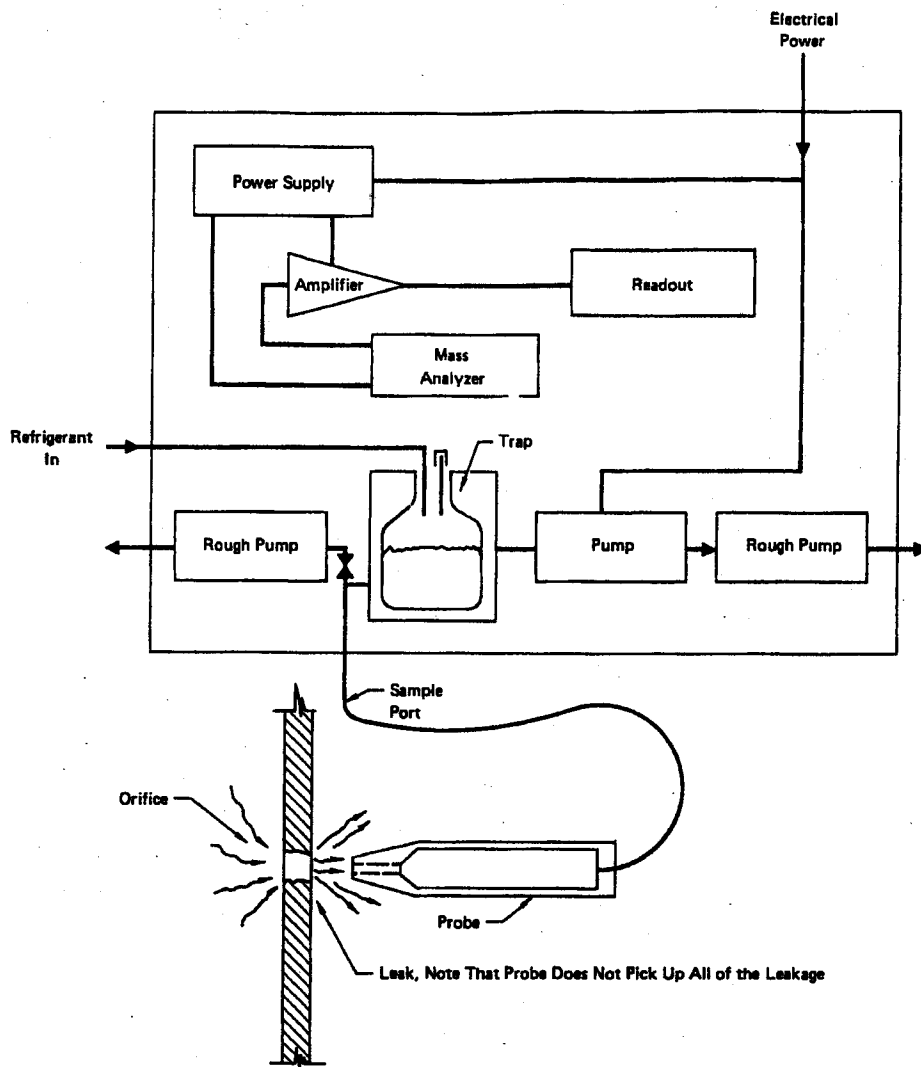 Electrical
Power
Power Supply
Amplifier
Readout
Mass
Analyzer
Refrigerant
In
Trap
Rough Pump
Pump
Rough Pump
Sample
Port
Orifice
Probe
Leak, Note That Probe Does Not Pick Up All of the Leakage